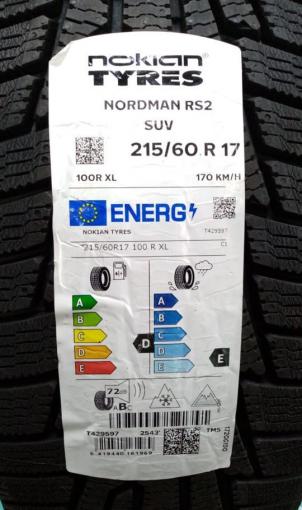 nokian
TYRES
NORDMAN RS2
SUV
215/60 R 17
100R XL 170 KM/H
ENERG
NOKIAN TYRES T429597
215/60R17 100 R XL C1
A A
B B
C C
D D
E E
D E
72
ABC
T429597 2543 TMS
6 419440 161969